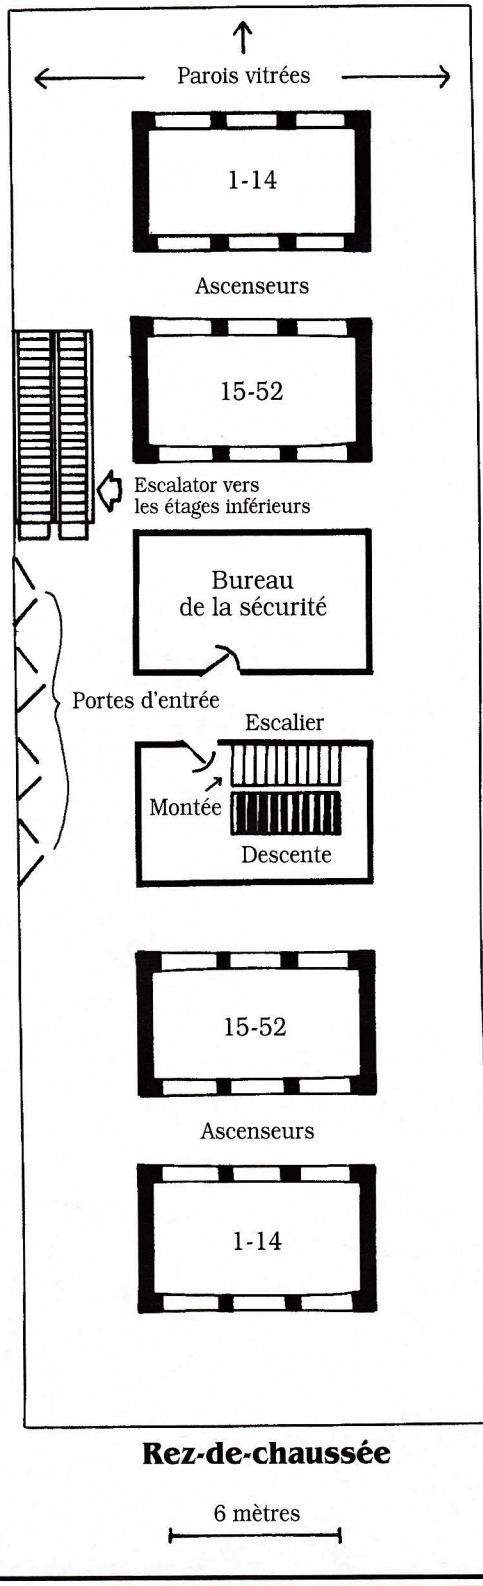 Parois vitrées
1-14
Ascenseurs
15-52
Escalator vers
les étages inférieurs
Bureau
de la sécurité
Portes d'entrée
Escalier
Montée
Descente
15-52
Ascenseurs
1-14
Rez-de-chaussée
6 mètres